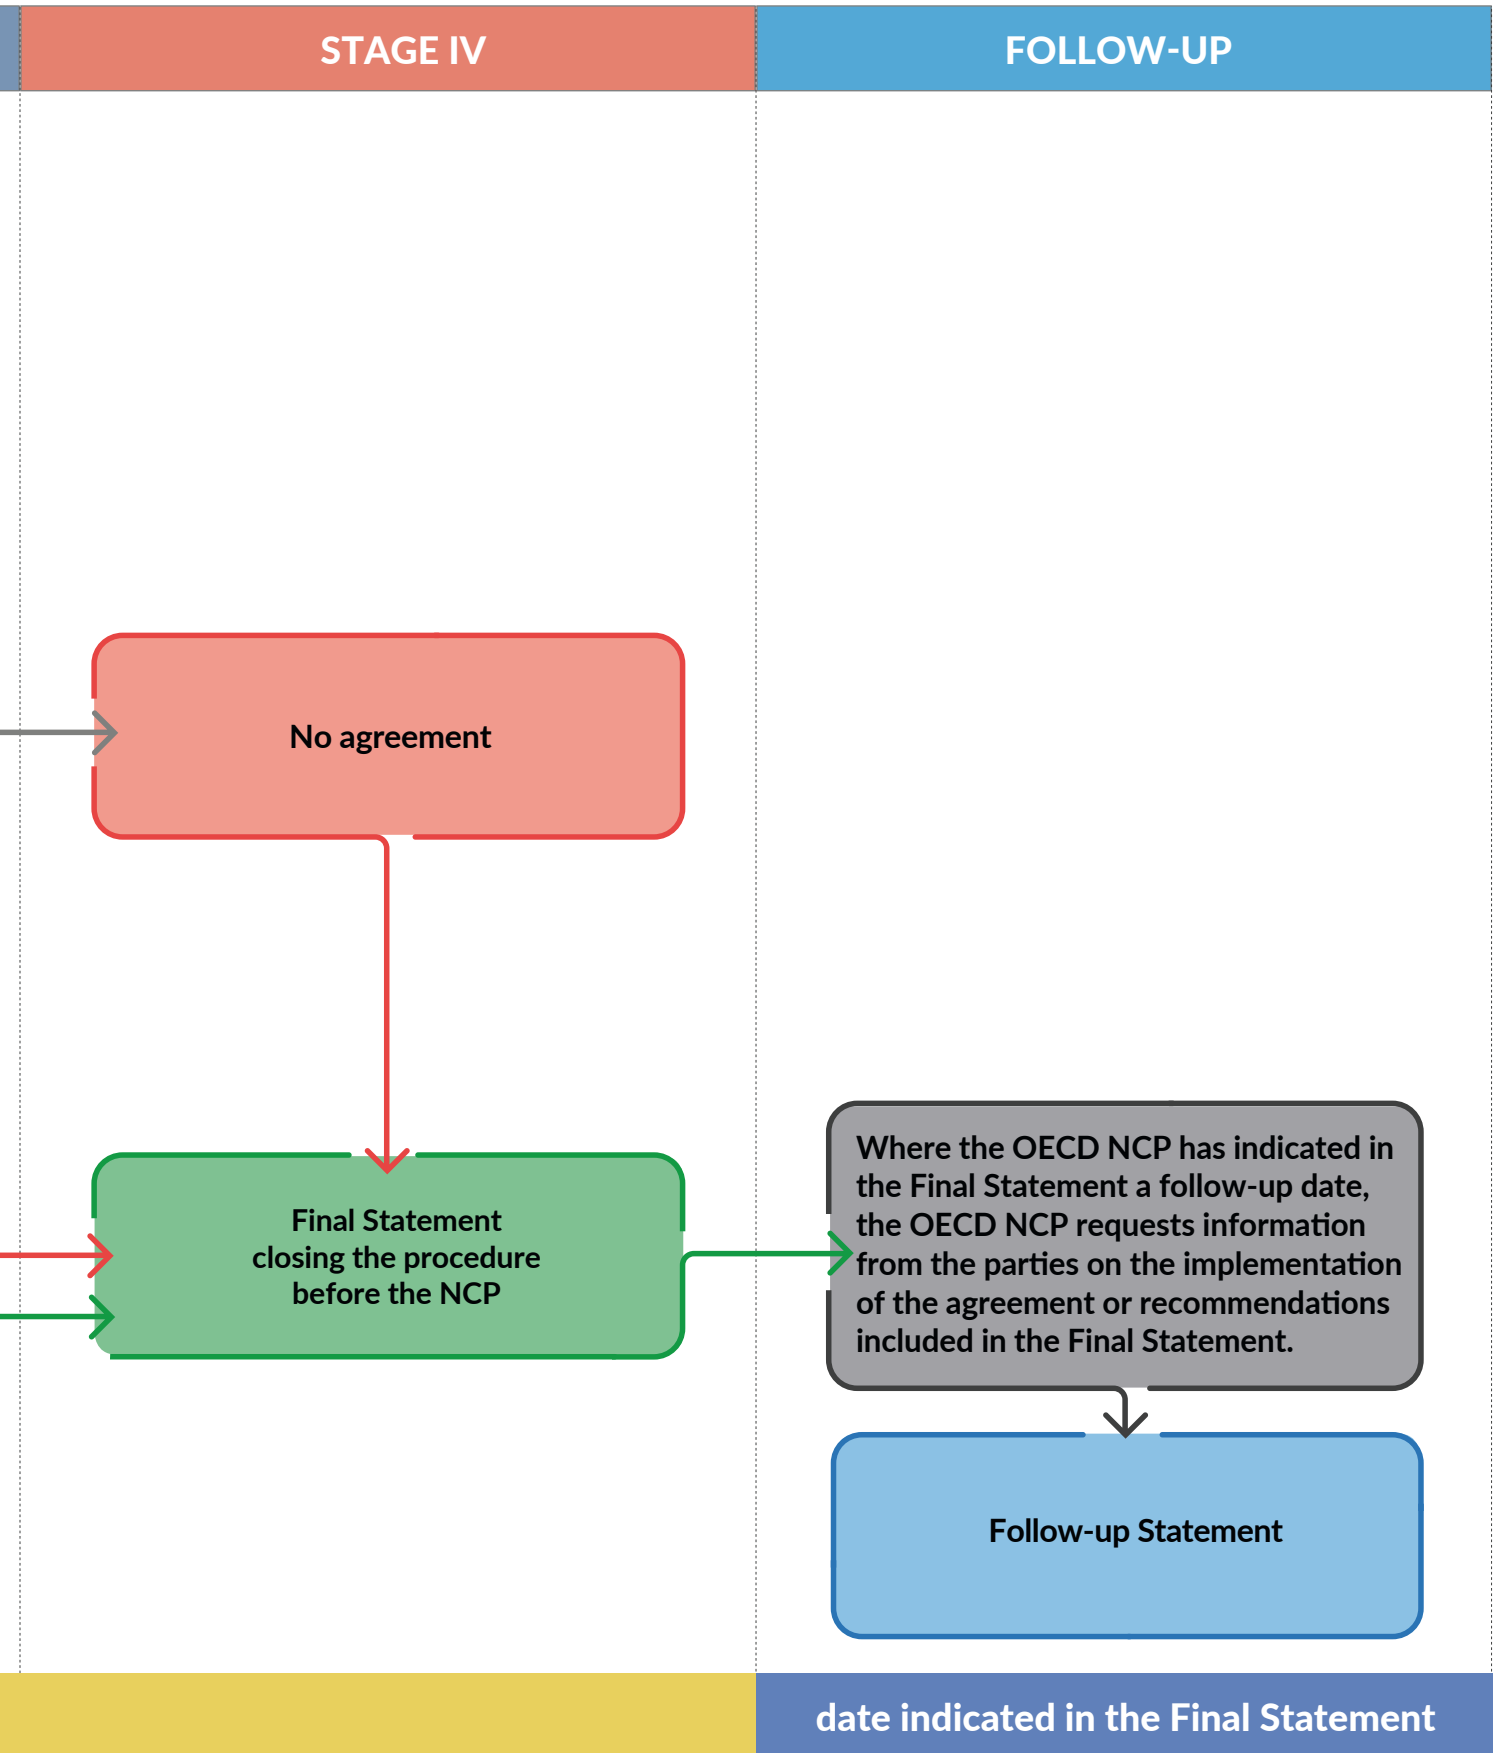 STAGE IV
FOLLOW-UP
No agreement
Final Statement
closing the procedure
before the NCP
Where the OECD NCP has indicated in
the Final Statement a follow-up date,
the OECD NCP requests information
from the parties on the implementation
of the agreement or recommendations
included in the Final Statement.
Follow-up Statement
date indicated in the Final Statement